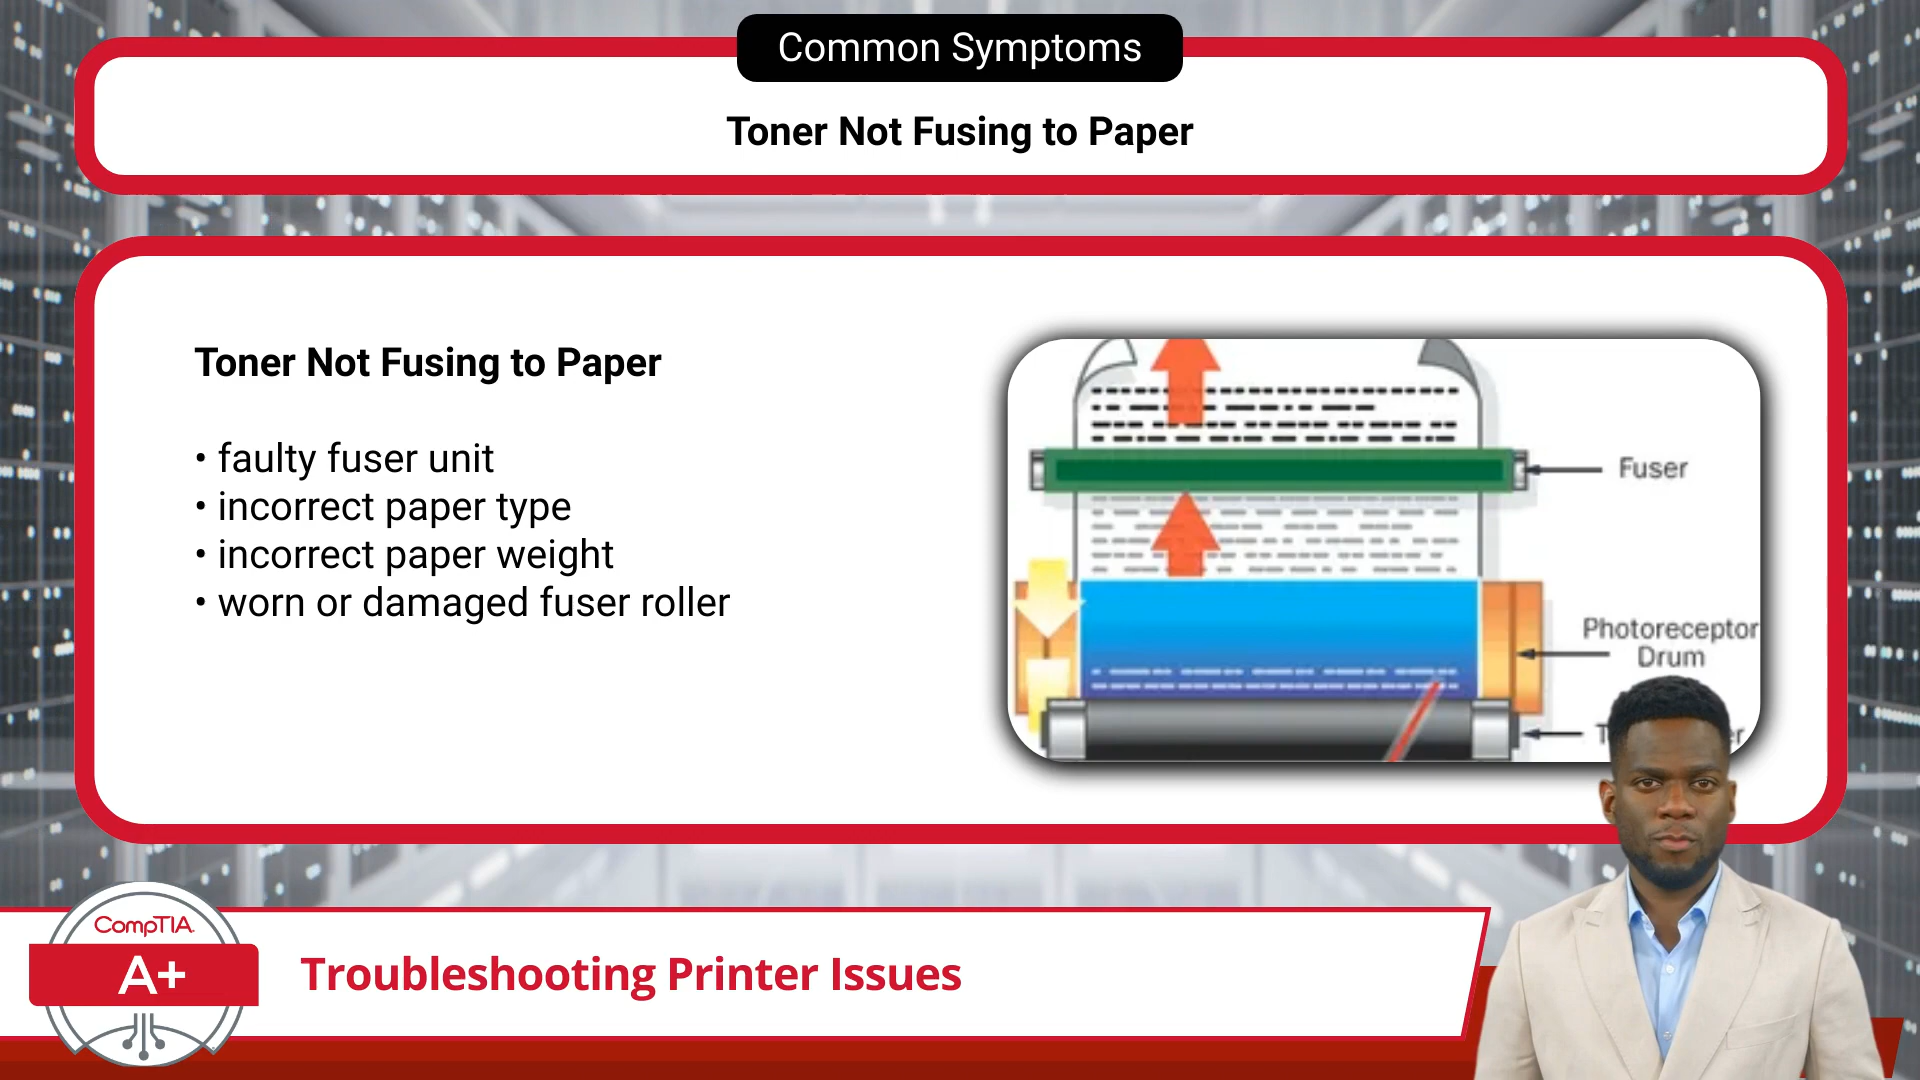 Common Symptoms
Toner Not Fusing to Paper
Toner Not Fusing to Paper
• faulty fuser unit
• incorrect paper type
• incorrect paper weight
• worn or damaged fuser roller
Fuser
Photoreceptor
Drum
CompTIA
A+
Troubleshooting Printer Issues